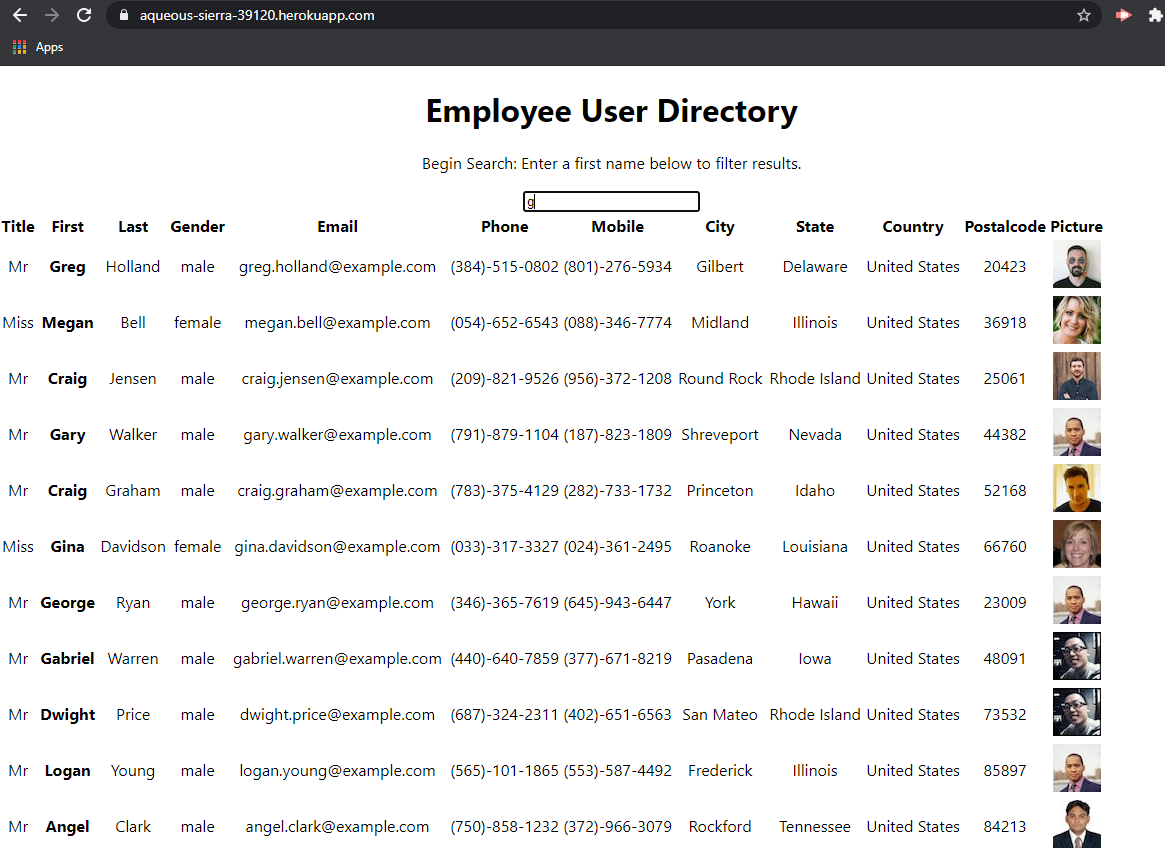 aqueous-sierra-39120.herokuapp.com
Apps
Employee User Directory
Begin Search: Enter a first name below to filter results.
g
Title First Last Gender Email Phone Mobile City State Country Postalcode Picture
Mr Greg Holland male greg.holland@example.com (384)-515-0802 (801)-276-5934 Gilbert Delaware United States 20423
Miss Megan Bell female megan.bell@example.com (054)-652-6543 (088)-346-7774 Midland Illinois United States 36918
Mr Craig Jensen male craig.jensen@example.com (209)-821-9526 (956)-372-1208 Round Rock Rhode Island United States 25061
Mr Gary Walker male gary.walker@example.com (791)-879-1104 (187)-823-1809 Shreveport Nevada United States 44382
Mr Craig Graham male craig.graham@example.com (783)-375-4129 (282)-733-1732 Princeton Idaho United States 52168
Miss Gina Davidson female gina.davidson@example.com (033)-317-3327 (024)-361-2495 Roanoke Louisiana United States 66760
Mr George Ryan male george.ryan@example.com (346)-365-7619 (645)-943-6447 York Hawaii United States 23009
Mr Gabriel Warren male gabriel.warren@example.com (440)-640-7859 (377)-671-8219 Pasadena Iowa United States 48091
Mr Dwight Price male dwight.price@example.com (687)-324-2311 (402)-651-6563 San Mateo Rhode Island United States 73532
Mr Logan Young male logan.young@example.com (565)-101-1865 (553)-587-4492 Frederick Illinois United States 85897
Mr Angel Clark male angel.clark@example.com (750)-858-1232 (372)-966-3079 Rockford Tennessee United States 84213